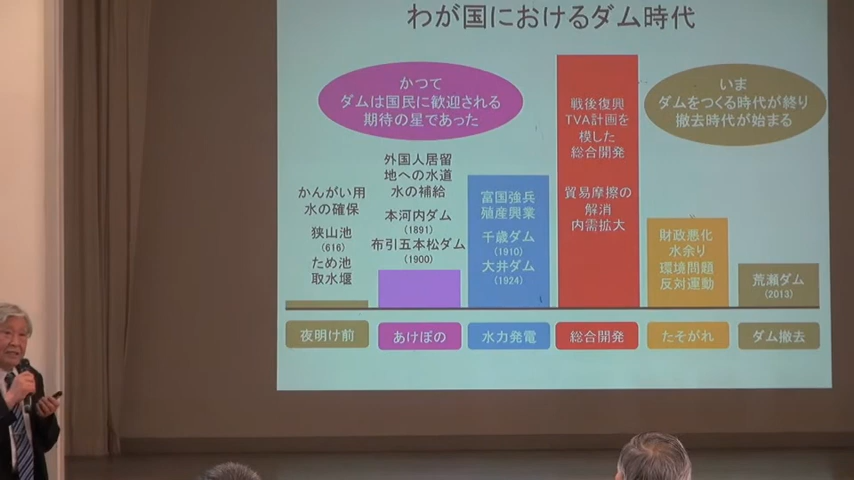 わが国におけるダム時代
かつて
ダムは国民に歓迎される
期待の星であった
いま
ダムをつくる時代が終り
撤去時代が始まる
かんがい用
水の確保
狭山池
(616)
ため池
取水堰
外国人居留
地への水道
水の補給
本河内ダム
(1891)
布引五本松ダム
(1900)
富国強兵
殖産興業
千歳ダム
(1910)
大井ダム
(1924)
戦後復興
TVA計画を
模した
総合開発
貿易摩擦の
解消
内需拡大
財政悪化
水余り
環境問題
反対運動
荒瀬ダム
(2013)
夜明け前
あけぼの
水力発電
総合開発
たそがれ
ダム撤去